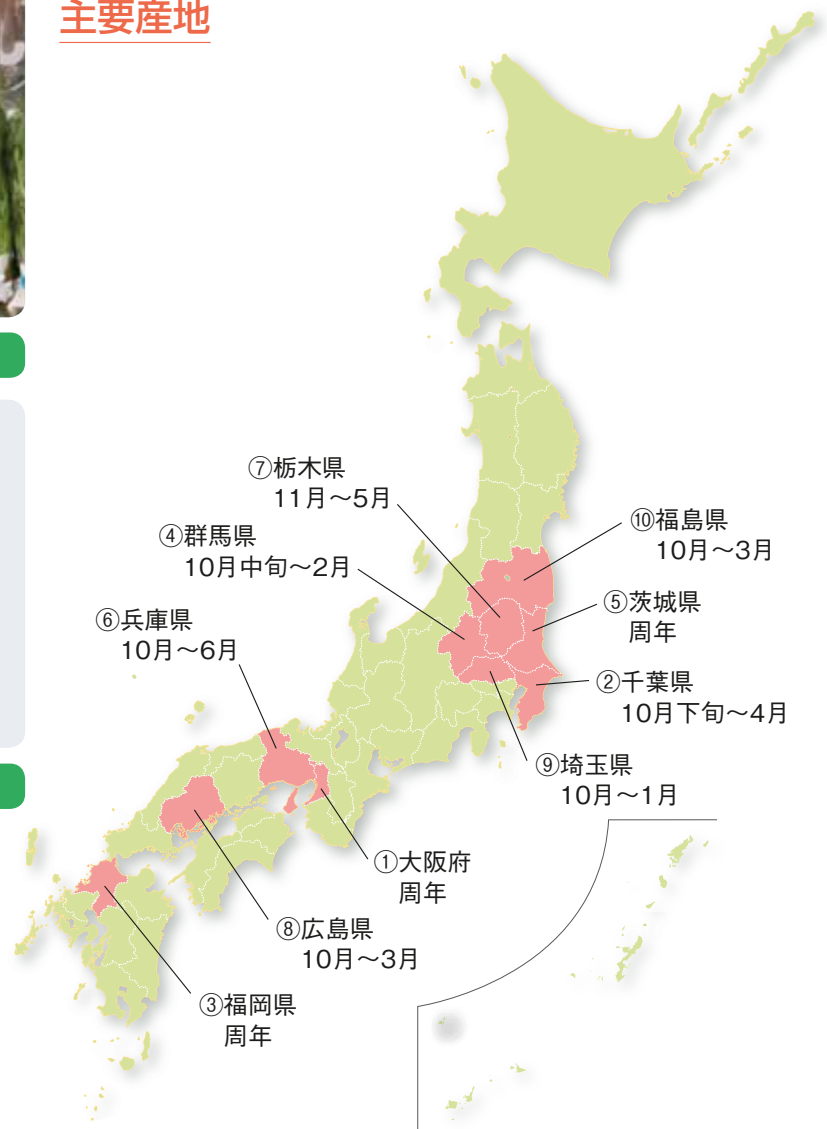 主要産地
⑦栃木県
11月～5月
④群馬県
10月中旬～2月
⑥兵庫県
10月～6月
⑩福島県
10月～3月
⑤茨城県
周年
②千葉県
10月下旬～4月
⑨埼玉県
10月～1月
①大阪府
周年
⑧広島県
10月～3月
③福岡県
周年